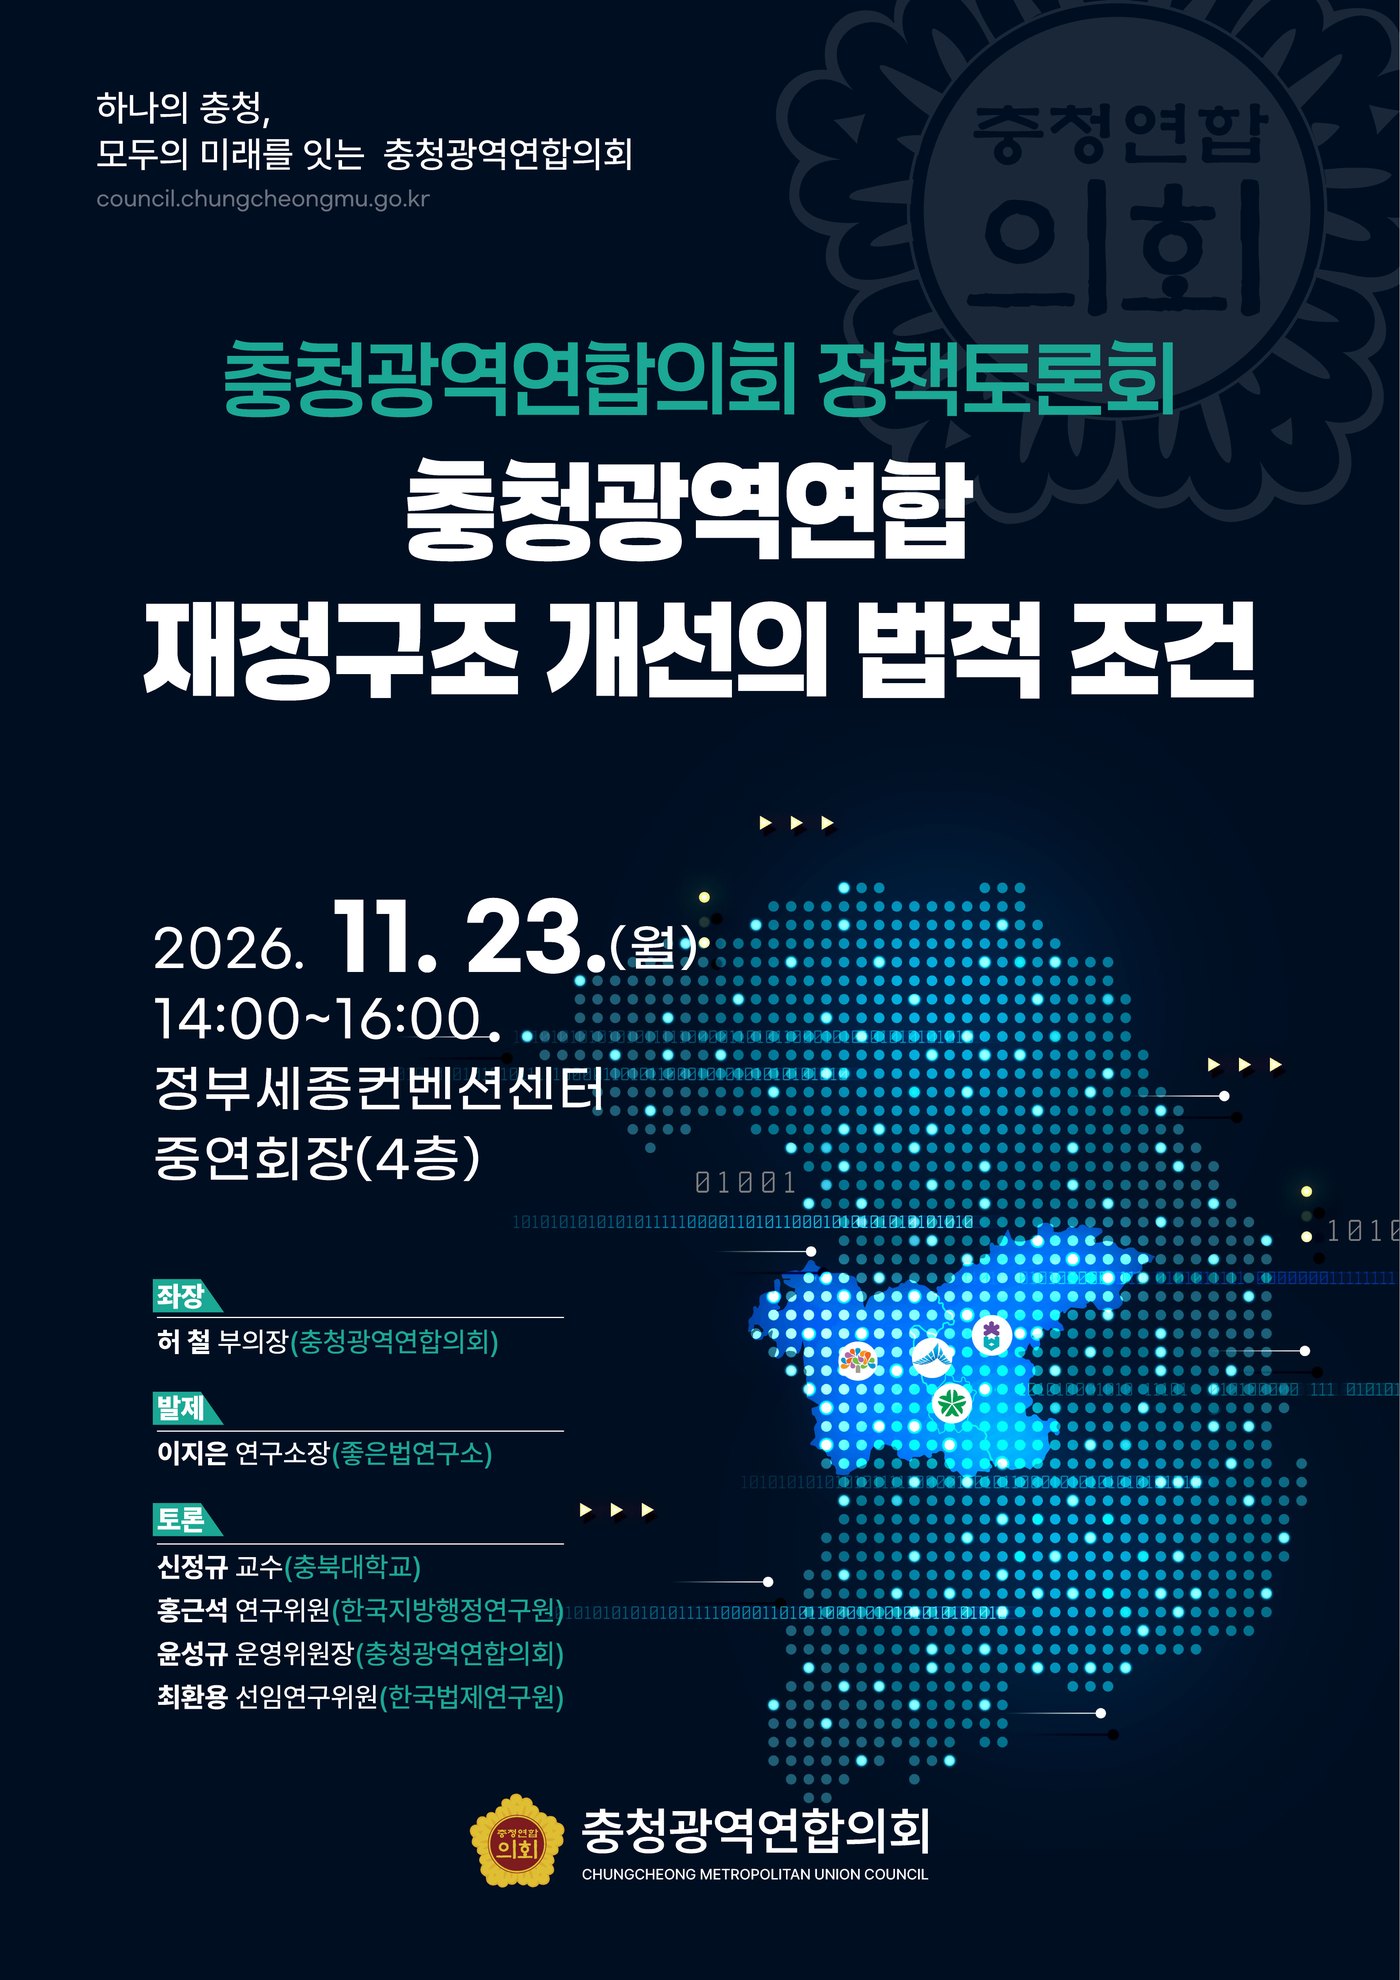 하나의 충청,
모두의 미래를 잇는 충청광역연합의회
council.chungcheongmu.go.kr
충청연합
의회
충청광역연합의회 정책토론회
충청광역연합
재정구조 개선의 법적 조건
2026. 11. 23.(월)
14:00~16:00
정부세종컨벤션센터
중연회장(4층)
01001
1010
좌장
허 철 부의장(충청광역연합의회)
발제
이지은 연구소장(좋은법연구소)
토론
신정규 교수(충북대학교)
홍근석 연구위원(한국지방행정연구원)
윤성규 운영위원장(충청광역연합의회)
최환용 선임연구위원(한국법제연구원)
충청연합
의회
충청광역연합의회
CHUNGCHEONG METROPOLITAN UNION COUNCIL